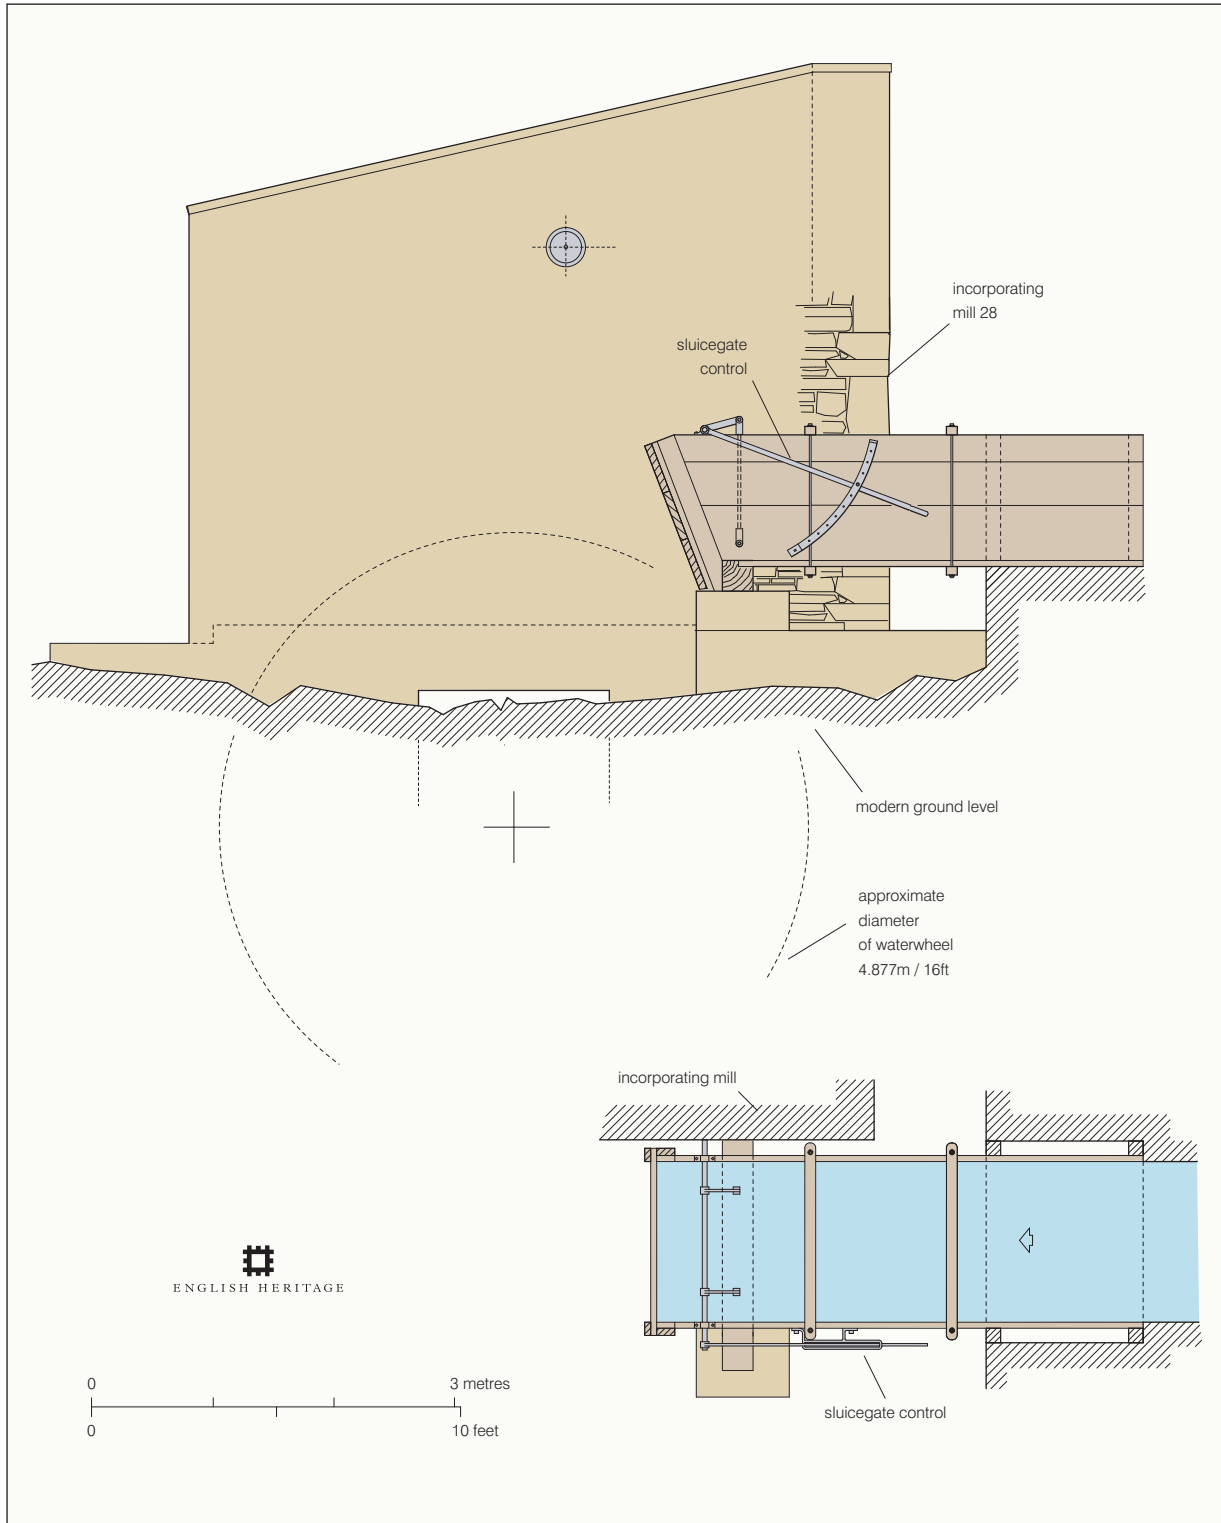 incorporating
mill 28
sluicegate
control
modern ground level
approximate
diameter
of waterwheel
4.877m / 16ft
incorporating mill
ENGLISH HERITAGE
0
3 metres
0
10 feet
sluicegate control